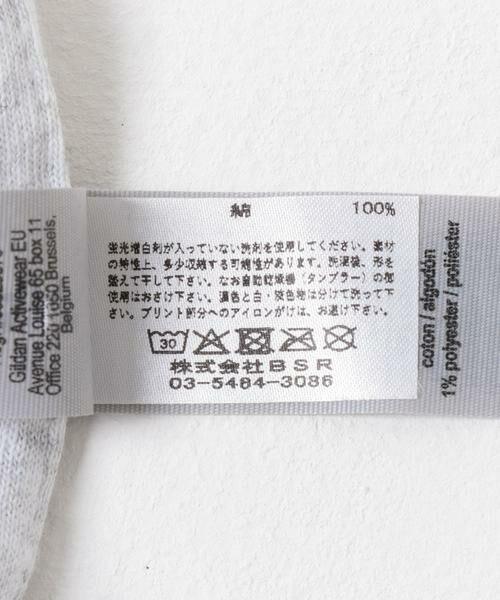 綿 100%
蛍光増白剤が入っていない洗剤を使用してください。素材
の特性上、多少収縮する可能性があります。洗濯後、形を
整えて干して下さい。なお自動乾燥機（タンブラー）の御
使用はおさけ下さい。濃色と白・淡色物は分けて洗って下
さい。プリント部分へのアイロンがけは、お避け下さい。
30
株式会社BSR
03-5484-3086
Gildan Activewear EU
Avenue Louise 65 box 11
Office 220 1060 Brussels,
Belgium
coton / algodón
1% polyester / poliéster